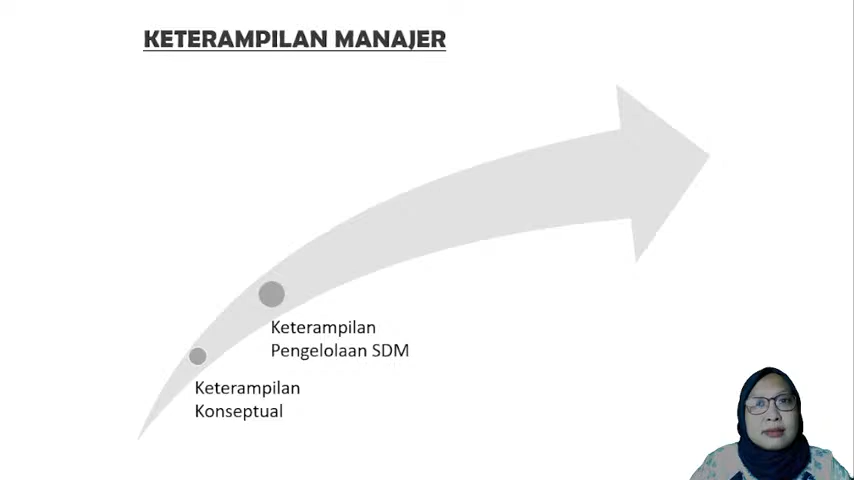 KETERAMPILAN MANAJER
Keterampilan
Pengelolaan SDM
Keterampilan
Konseptual